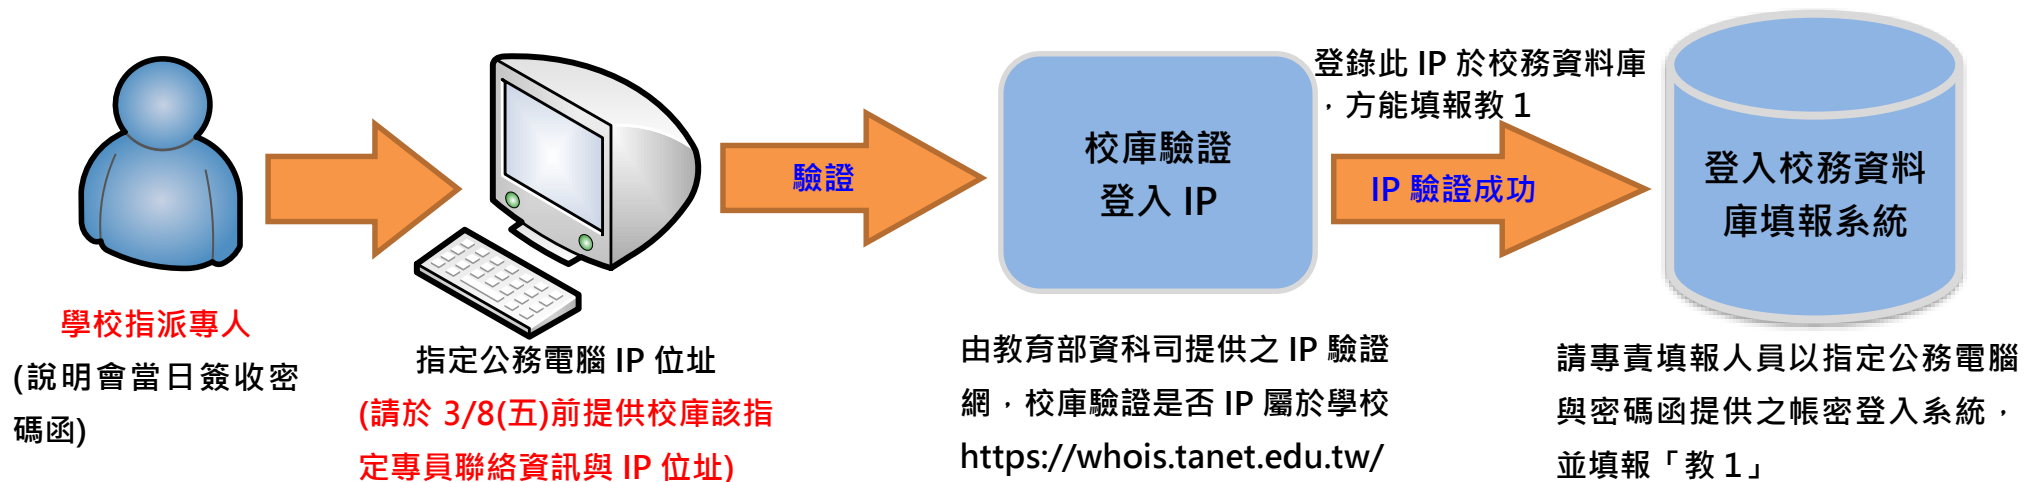 學校指派專人
(說明會當日簽收密
碼函)
指定公務電腦 IP 位址
(請於 3/8(五)前提供校庫該指
定專員聯絡資訊與 IP 位址)
驗證
校庫驗證
登入 IP
由教育部資科司提供之 IP 驗證
網，校庫驗證是否 IP 屬於學校
https://whois.tanet.edu.tw/
登錄此 IP 於校務資料庫
，方能填報教 1
IP 驗證成功
登入校務資料
庫填報系統
請專責填報人員以指定公務電腦
與密碼函提供之帳密登入系統，
並填報「教 1」